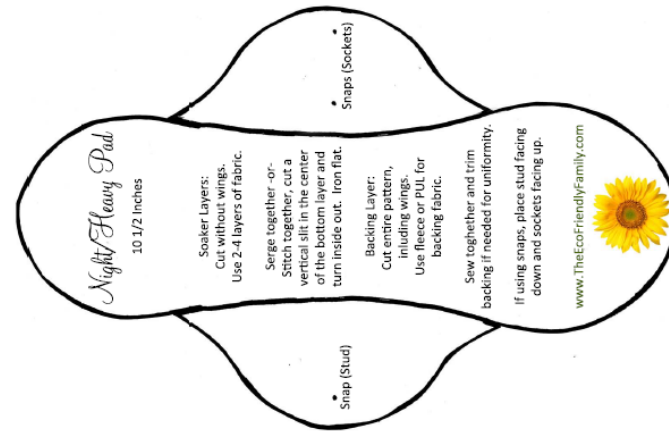 Night/Heavy Pad
10 1/2 Inches
Soaker Layers:
Cut without wings.
Use 2-4 layers of fabric.
Serge together -or-
Stitch together, cut a
vertical slit in the center
of the bottom layer and
turn inside out.  Iron flat.
Backing Layer:
Cut entire pattern,
inluding wings.
Use fleece or PUL for
backing fabric.
Sew toghether and trim
backing if needed for uniformity.
If using snaps, place stud facing
down and sockets facing up.
www.TheEcoFriendlyFamily.com
Snap (Stud)
Snaps (Sockets)